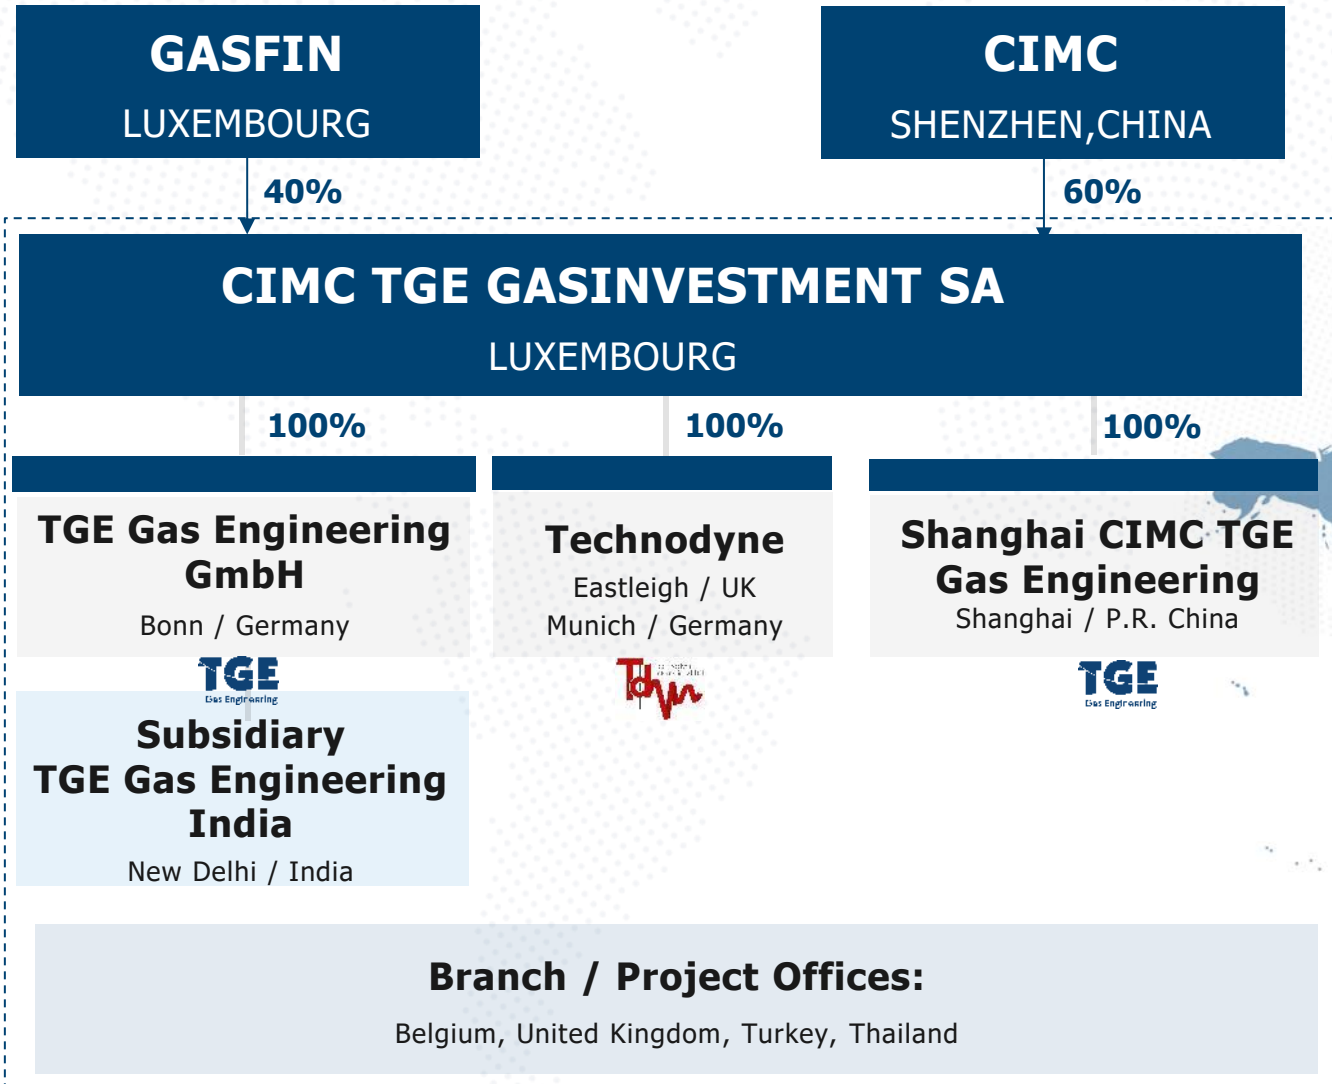 GASFIN
LUXEMBOURG
CIMC
SHENZHEN,CHINA
40%
60%
CIMC TGE GASINVESTMENT SA
LUXEMBOURG
100%
100%
100%
TGE Gas Engineering
GmbH
Bonn / Germany
Technodyne
Eastleigh / UK
Munich / Germany
Shanghai CIMC TGE
Gas Engineering
Shanghai / P.R. China
TGE
Gas Engineering
TGE
Gas Engineering
Subsidiary
TGE Gas Engineering
India
New Delhi / India
Branch / Project Offices:
Belgium, United Kingdom, Turkey, Thailand